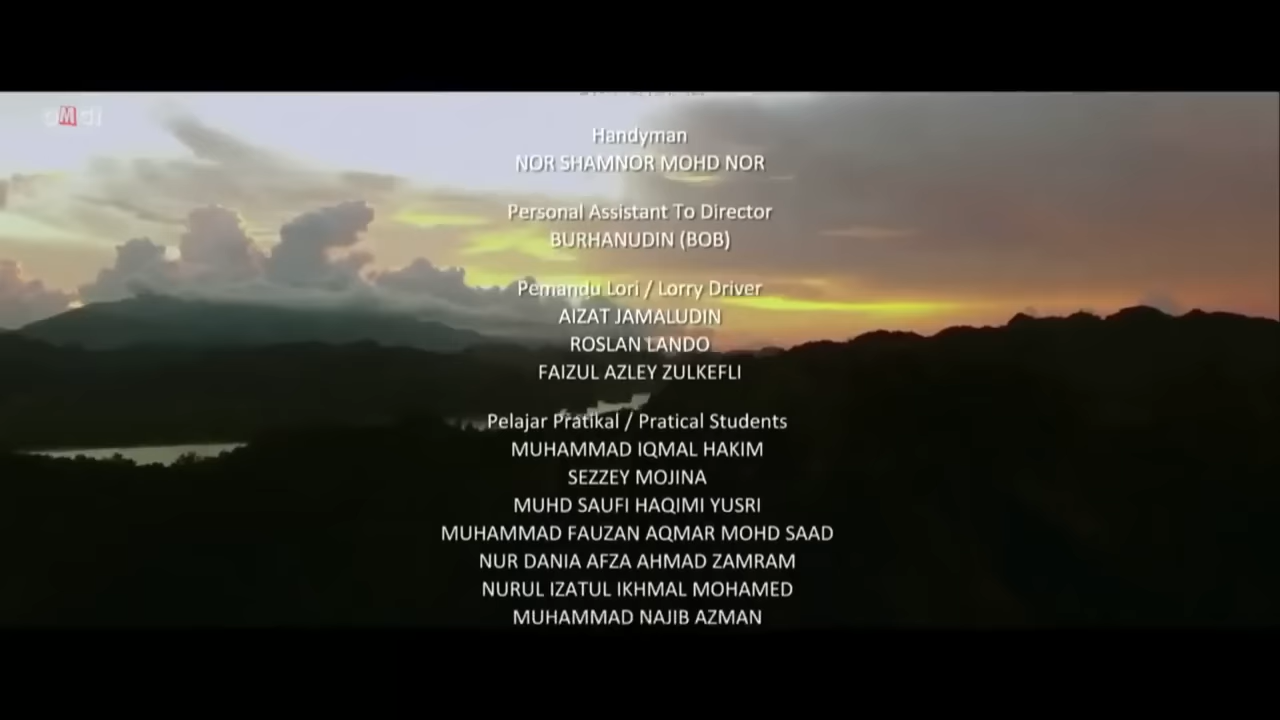 Handyman
NOR SHAMNOR MOHD NOR
Personal Assistant To Director
BURHANUDIN (BOB)
Pemandu Lori / Lorry Driver
AIZAT JAMALUDIN
ROSLAN LANDO
FAIZUL AZLEY ZULKEFLI
Pelajar Pratikal / Pratical Students
MUHAMMAD IQMAL HAKIM
SEZZEY MOJINA
MUHD SAUFI HAQIMI YUSRI
MUHAMMAD FAUZAN AQMAR MOHD SAAD
NUR DANIA AFZA AHMAD ZAMRAM
NURUL IZATUL IKHMAL MOHAMED
MUHAMMAD NAJIB AZMAN